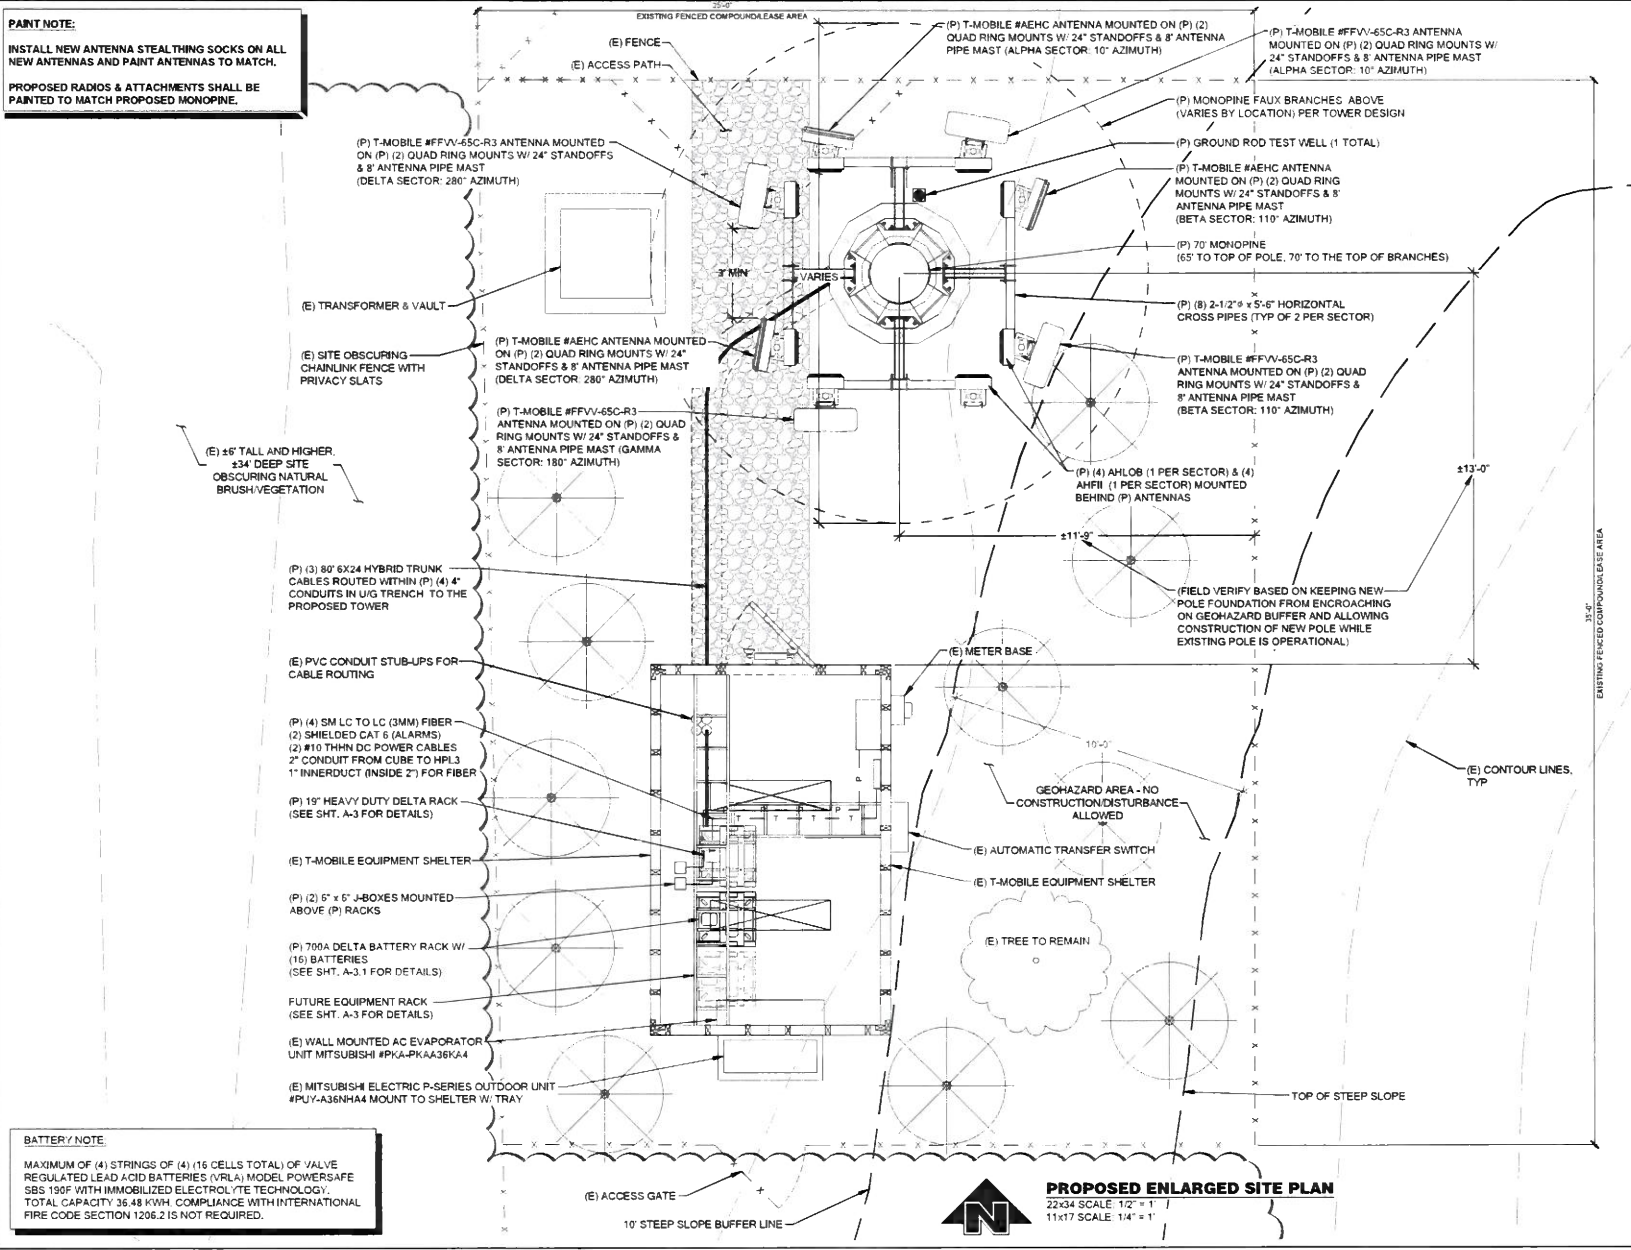 PAINT NOTE:
INSTALL NEW ANTENNA STEALTHING SOCKS ON ALL
NEW ANTENNAS AND PAINT ANTENNAS TO MATCH.
PROPOSED RADIOS & ATTACHMENTS SHALL BE
PAINTED TO MATCH PROPOSED MONOPINE.
25'-0"
EXISTING FENCED COMPOUND/LEASE AREA
(E) FENCE
(E) ACCESS PATH
(P) T-MOBILE #AEHC ANTENNA MOUNTED ON (P) (2)
QUAD RING MOUNTS W/ 24" STANDOFFS & 8' ANTENNA
PIPE MAST (ALPHA SECTOR: 10° AZIMUTH)
(P) T-MOBILE #FFVV-65C-R3 ANTENNA
MOUNTED ON (P) (2) QUAD RING MOUNTS W/
24" STANDOFFS & 8' ANTENNA PIPE MAST
(ALPHA SECTOR: 10° AZIMUTH)
(P) MONOPINE FAUX BRANCHES ABOVE
(VARIES BY LOCATION) PER TOWER DESIGN
(P) GROUND ROD TEST WELL (1 TOTAL)
(P) T-MOBILE #AEHC ANTENNA
MOUNTED ON (P) (2) QUAD RING
MOUNTS W/ 24" STANDOFFS & 8'
ANTENNA PIPE MAST
(BETA SECTOR: 110° AZIMUTH)
(P) 70' MONOPINE
(65' TO TOP OF POLE, 70' TO THE TOP OF BRANCHES)
(P) (8) 2-1/2"ø x 5'-6" HORIZONTAL
CROSS PIPES (TYP OF 2 PER SECTOR)
(P) T-MOBILE #FFVV-65C-R3
ANTENNA MOUNTED ON (P) (2) QUAD
RING MOUNTS W/ 24" STANDOFFS &
8' ANTENNA PIPE MAST
(BETA SECTOR: 110° AZIMUTH)
(P) (4) AHLOB (1 PER SECTOR) & (4)
AHFII (1 PER SECTOR) MOUNTED
BEHIND (P) ANTENNAS
±13'-0"
±11'-9"
(FIELD VERIFY BASED ON KEEPING NEW
POLE FOUNDATION FROM ENCROACHING
ON GEOHAZARD BUFFER AND ALLOWING
CONSTRUCTION OF NEW POLE WHILE
EXISTING POLE IS OPERATIONAL)
35'-0"
EXISTING FENCED COMPOUND/LEASE AREA
(P) T-MOBILE #FFVV-65C-R3 ANTENNA MOUNTED
ON (P) (2) QUAD RING MOUNTS W/ 24" STANDOFFS
& 8' ANTENNA PIPE MAST
(DELTA SECTOR: 280° AZIMUTH)
3' MIN
VARIES
(E) TRANSFORMER & VAULT
(E) SITE OBSCURING
CHAINLINK FENCE WITH
PRIVACY SLATS
(P) T-MOBILE #AEHC ANTENNA MOUNTED
ON (P) (2) QUAD RING MOUNTS W/ 24"
STANDOFFS & 8' ANTENNA PIPE MAST
(DELTA SECTOR: 280° AZIMUTH)
(P) T-MOBILE #FFVV-65C-R3
ANTENNA MOUNTED ON (P) (2) QUAD
RING MOUNTS W/ 24" STANDOFFS &
8' ANTENNA PIPE MAST (GAMMA
SECTOR: 180° AZIMUTH)
(E) ±6' TALL AND HIGHER,
±34' DEEP SITE
OBSCURING NATURAL
BRUSH/VEGETATION
(P) (3) 80' 6X24 HYBRID TRUNK
CABLES ROUTED WITHIN (P) (4) 4"
CONDUITS IN U/G TRENCH TO THE
PROPOSED TOWER
(E) PVC CONDUIT STUB-UPS FOR
CABLE ROUTING
(P) (4) SM LC TO LC (3MM) FIBER
(2) SHIELDED CAT 6 (ALARMS)
(2) #10 THHN DC POWER CABLES
2" CONDUIT FROM CUBE TO HPL3
1" INNERDUCT (INSIDE 2") FOR FIBER
(P) 19" HEAVY DUTY DELTA RACK
(SEE SHT. A-3 FOR DETAILS)
(E) T-MOBILE EQUIPMENT SHELTER
(P) (2) 6" x 6" J-BOXES MOUNTED
ABOVE (P) RACKS
(P) 700A DELTA BATTERY RACK W/
(16) BATTERIES
(SEE SHT. A-3.1 FOR DETAILS)
FUTURE EQUIPMENT RACK
(SEE SHT. A-3 FOR DETAILS)
(E) WALL MOUNTED AC EVAPORATOR
UNIT MITSUBISHI #PKA-PKAA36KA4
(E) MITSUBISHI ELECTRIC P-SERIES OUTDOOR UNIT
#PUY-A36NHA4 MOUNT TO SHELTER W/ TRAY
(E) METER BASE
10'-0"
GEOHAZARD AREA - NO
CONSTRUCTION/DISTURBANCE
ALLOWED
(E) CONTOUR LINES,
TYP
(E) AUTOMATIC TRANSFER SWITCH
(E) T-MOBILE EQUIPMENT SHELTER
P
P
T T T T
(E) TREE TO REMAIN
TOP OF STEEP SLOPE
BATTERY NOTE:
MAXIMUM OF (4) STRINGS OF (4) (16 CELLS TOTAL) OF VALVE
REGULATED LEAD ACID BATTERIES (VRLA) MODEL POWERSAFE
SBS 190F WITH IMMOBILIZED ELECTROLYTE TECHNOLOGY.
TOTAL CAPACITY 36.48 KWH. COMPLIANCE WITH INTERNATIONAL
FIRE CODE SECTION 1206.2 IS NOT REQUIRED.
(E) ACCESS GATE
10' STEEP SLOPE BUFFER LINE
N
PROPOSED ENLARGED SITE PLAN
22x34 SCALE: 1/2" = 1'
11x17 SCALE: 1/4" = 1'